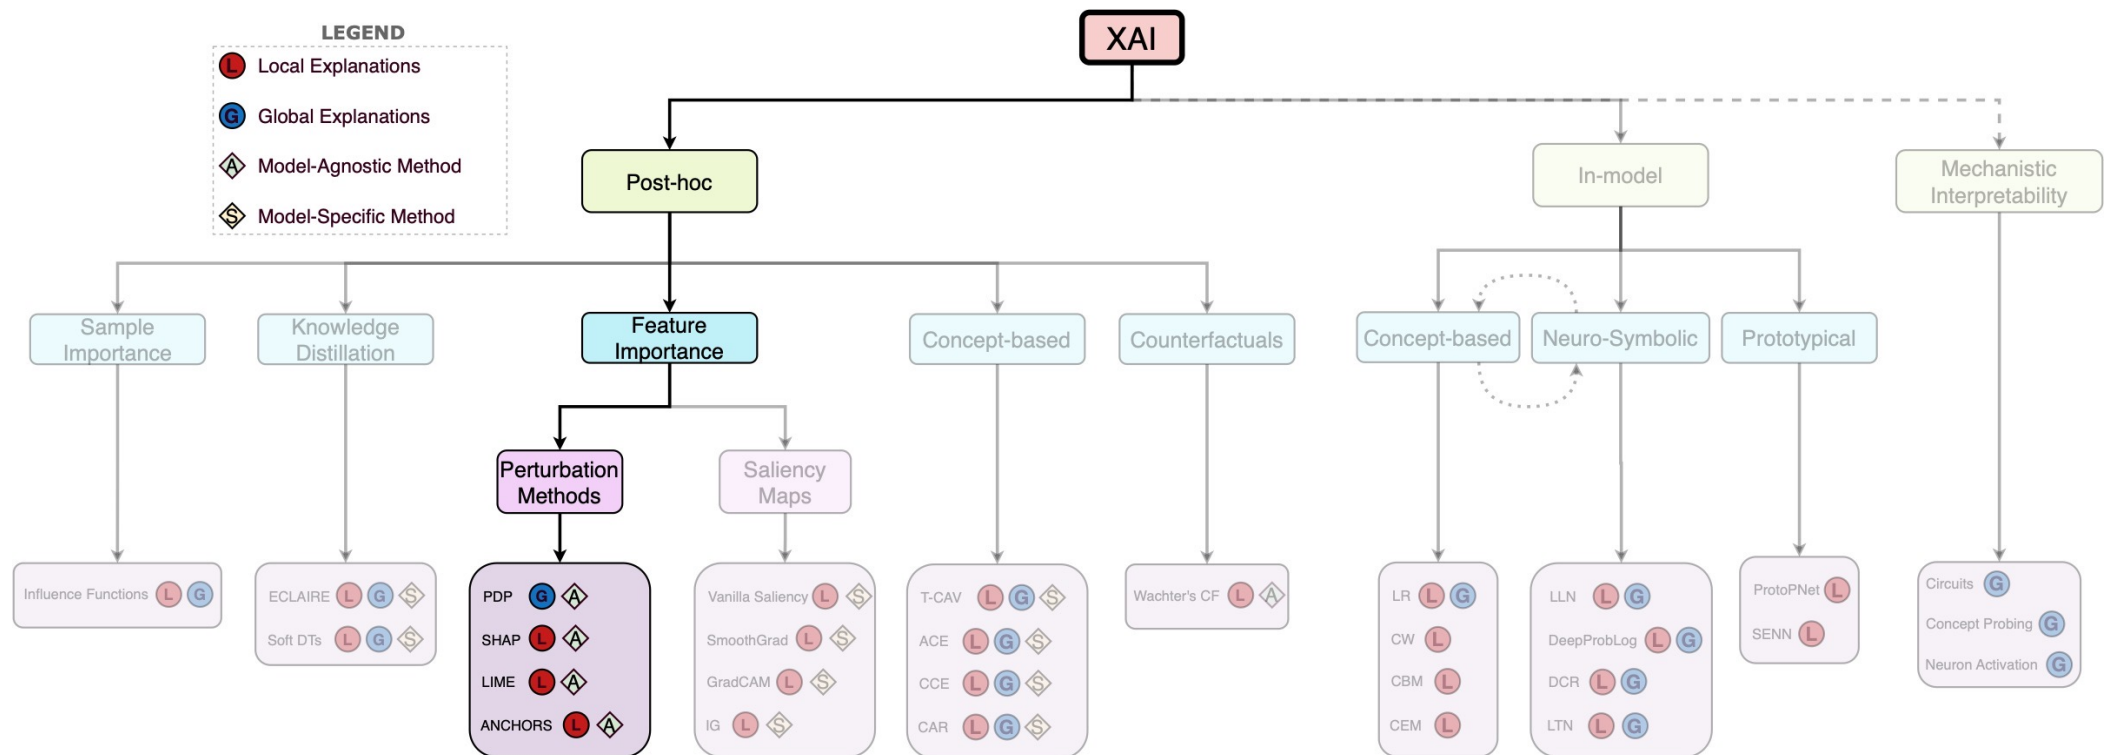 XAI
LEGEND
L Local Explanations
G Global Explanations
A Model-Agnostic Method
S Model-Specific Method
Post-hoc
In-model
Mechanistic
Interpretability
Sample
Importance
Knowledge
Distillation
Feature
Importance
Concept-based
Counterfactuals
Concept-based
Neuro-Symbolic
Prototypical
Perturbation
Methods
Saliency
Maps
Influence Functions L G
ECLAIRE L G S
Soft DTs L G S
PDP G A
SHAP L A
LIME L A
ANCHORS L A
Vanilla Saliency L S
SmoothGrad L S
GradCAM L S
IG L S
T-CAV L G S
ACE L G S
CCE L G S
CAR L G S
Wachter's CF L A
LR L G
CW L
CBM L
CEM L
LLN L G
DeepProbLog L G
DCR L G
LTN L G
ProtoPNet L
SENN L
Circuits G
Concept Probing G
Neuron Activation G